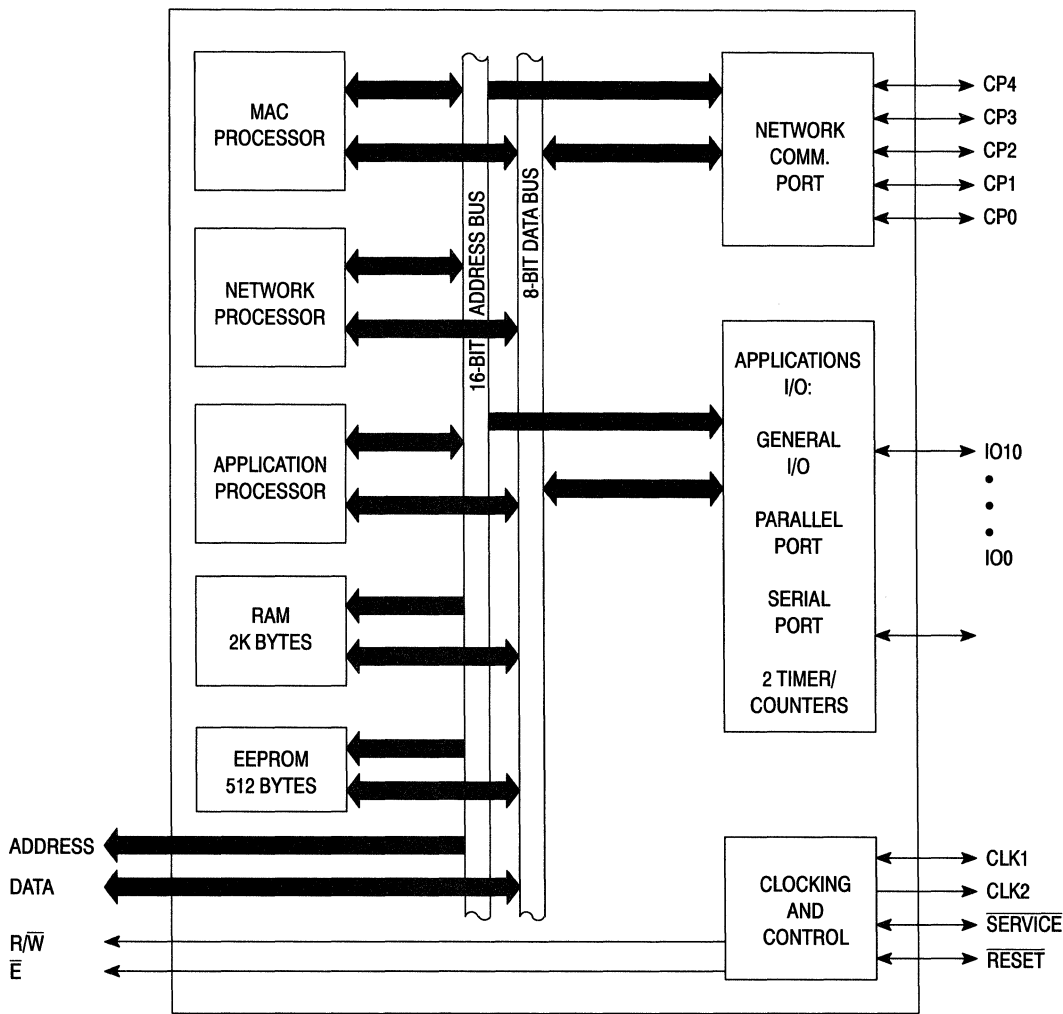 MAC
PROCESSOR
NETWORK
PROCESSOR
APPLICATION
PROCESSOR
RAM
2K BYTES
EEPROM
512 BYTES
16-BIT ADDRESS BUS
8-BIT DATA BUS
NETWORK
COMM.
PORT
CP4
CP3
CP2
CP1
CP0
APPLICATIONS
I/O:
GENERAL
I/O
PARALLEL
PORT
SERIAL
PORT
2 TIMER/
COUNTERS
IO10
•
•
•
IO0
ADDRESS
DATA
R/W̅
E̅
CLOCKING
AND
CONTROL
CLK1
CLK2
S̅E̅R̅V̅I̅C̅E̅
R̅E̅S̅E̅T̅